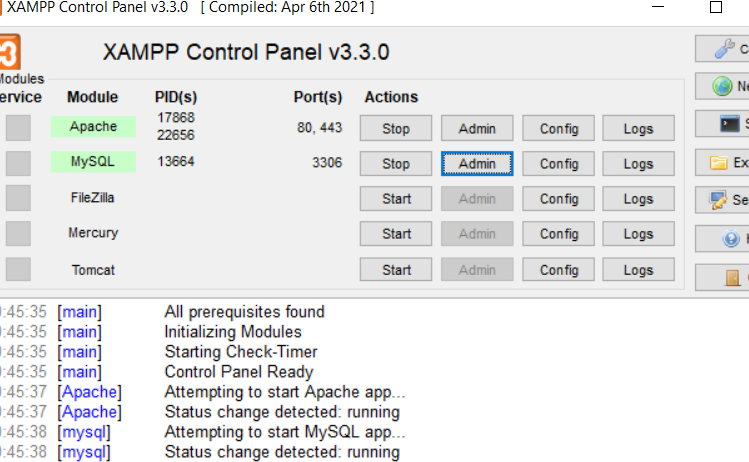 XAMPP Control Panel v3.3.0 [ Compiled: Apr 6th 2021 ]
XAMPP Control Panel v3.3.0
Modules
ervice Module PID(s) Port(s) Actions
Apache 17868 22656 80, 443 Stop Admin Config Logs
MySQL 13664 3306 Stop Admin Config Logs
FileZilla Start Admin Config Logs
Mercury Start Admin Config Logs
Tomcat Start Admin Config Logs
Ne
Ex
Se
:45:35 [main] All prerequisites found
:45:35 [main] Initializing Modules
:45:35 [main] Starting Check-Timer
:45:35 [main] Control Panel Ready
:45:37 [Apache] Attempting to start Apache app...
:45:37 [Apache] Status change detected: running
:45:38 [mysql] Attempting to start MySQL app...
:45:38 [mysql] Status change detected: running